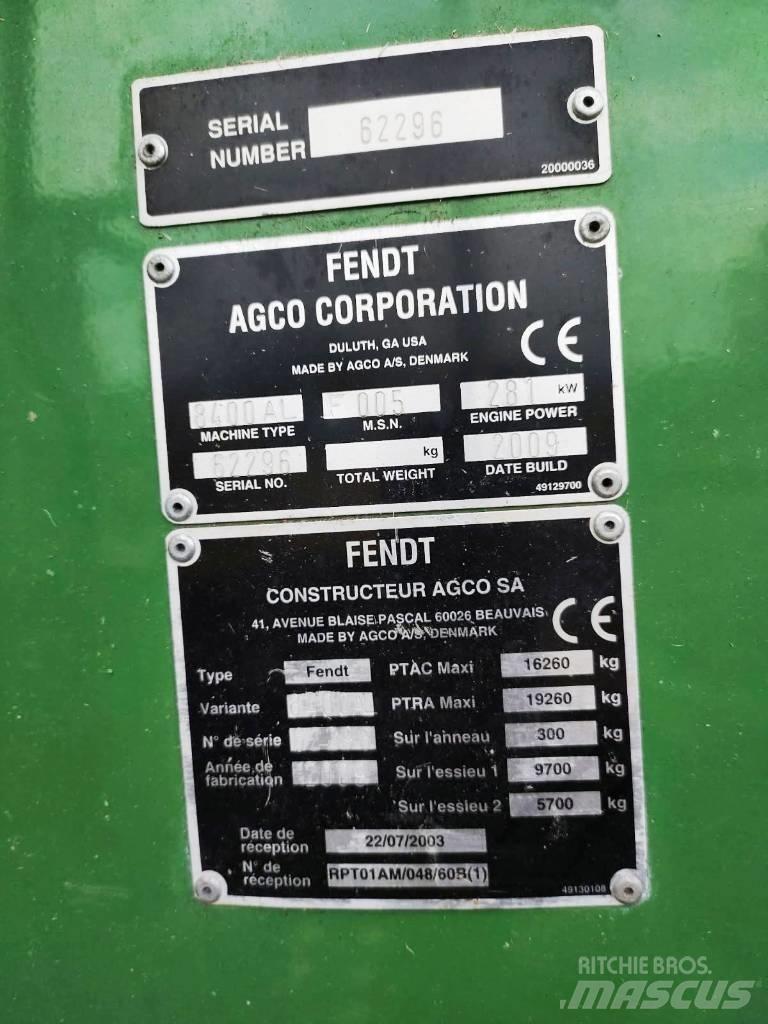 SERIAL NUMBER 62296
20000036
FENDT
AGCO CORPORATION
DULUTH, GA USA
MADE BY AGCO A/S, DENMARK
CE
8400 AL F 005 281 kW
MACHINE TYPE M.S.N. ENGINE POWER
62296 kg 2009
SERIAL NO. TOTAL WEIGHT DATE BUILD
49129700
FENDT
CONSTRUCTEUR AGCO SA
41, AVENUE BLAISE PASCAL 60026 BEAUVAIS
MADE BY AGCO A/S, DENMARK
CE
Type Fendt PTAC Maxi 16260 kg
Variante PTRA Maxi 19260 kg
N° de série Sur l'anneau 300 kg
Année de fabrication Sur l'essieu 1 9700 kg
Sur l'essieu 2 5700 kg
Date de réception 22/07/2003
N° de réception RPT01AM/048/60B(1)
49130108
RITCHIE BROS.
MASCUS